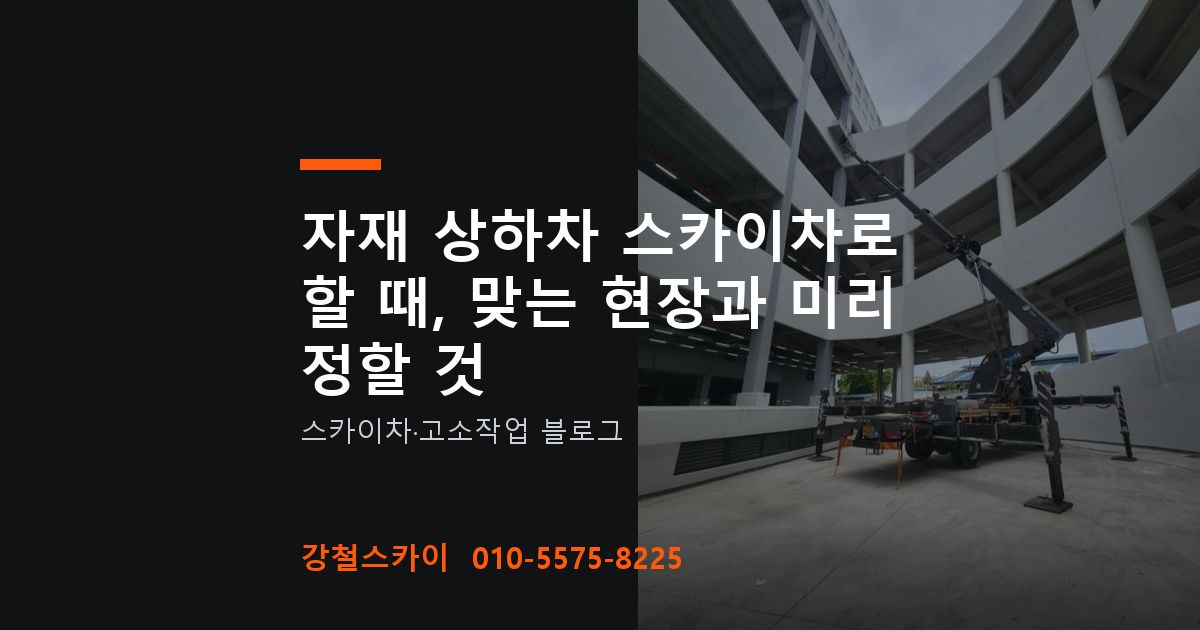 자재 상하차 스카이차로
할 때, 맞는 현장과 미리
정할 것
스카이차·고소작업 블로그
강철스카이 010-5575-8225